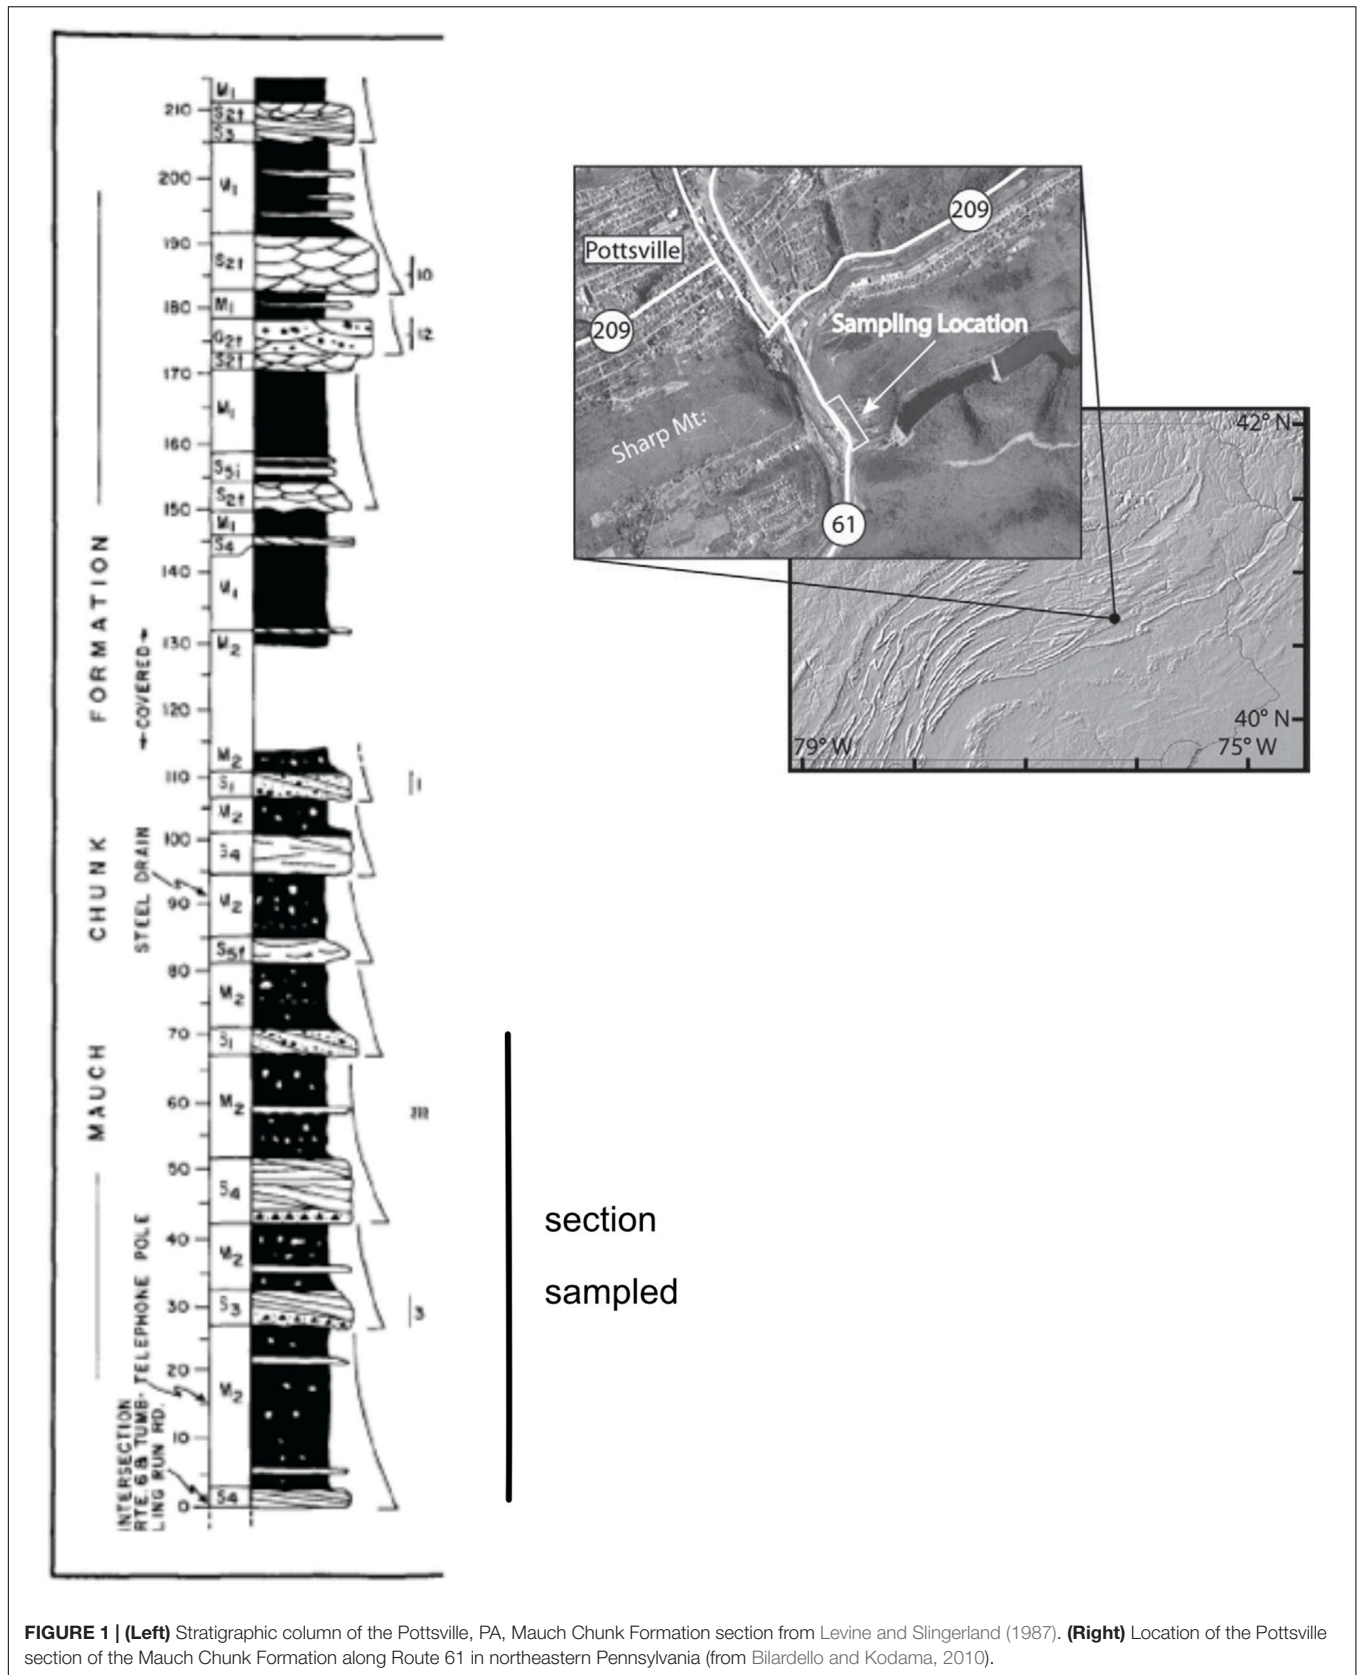 M1
210
S2t
S3
200
M1
190
S2t
10
M1
180
G2t
12
S2t
170
M1
160
S5i
S2t
150
M1
S4
140
M1
130
M2
COVERED
120
M2
110
S1
1
M2
100
S4
STEEL DRAIN
90
M2
S5f
80
M2
70
S1
60
M2
50
S4
40
M2
30
S3
3
20
M2
10
S4
0
MAUCH CHUNK FORMATION
TELEPHONE POLE
INTERSECTION
RTE. 6 & TUMB-
LING RUN RD.
section
sampled
Pottsville
209
209
Sampling Location
Sharp Mt.
61
42° N
40° N
79° W
75° W
FIGURE 1 | (Left) Stratigraphic column of the Pottsville, PA, Mauch Chunk Formation section from Levine and Slingerland (1987). (Right) Location of the Pottsville
section of the Mauch Chunk Formation along Route 61 in northeastern Pennsylvania (from Bilardello and Kodama, 2010).